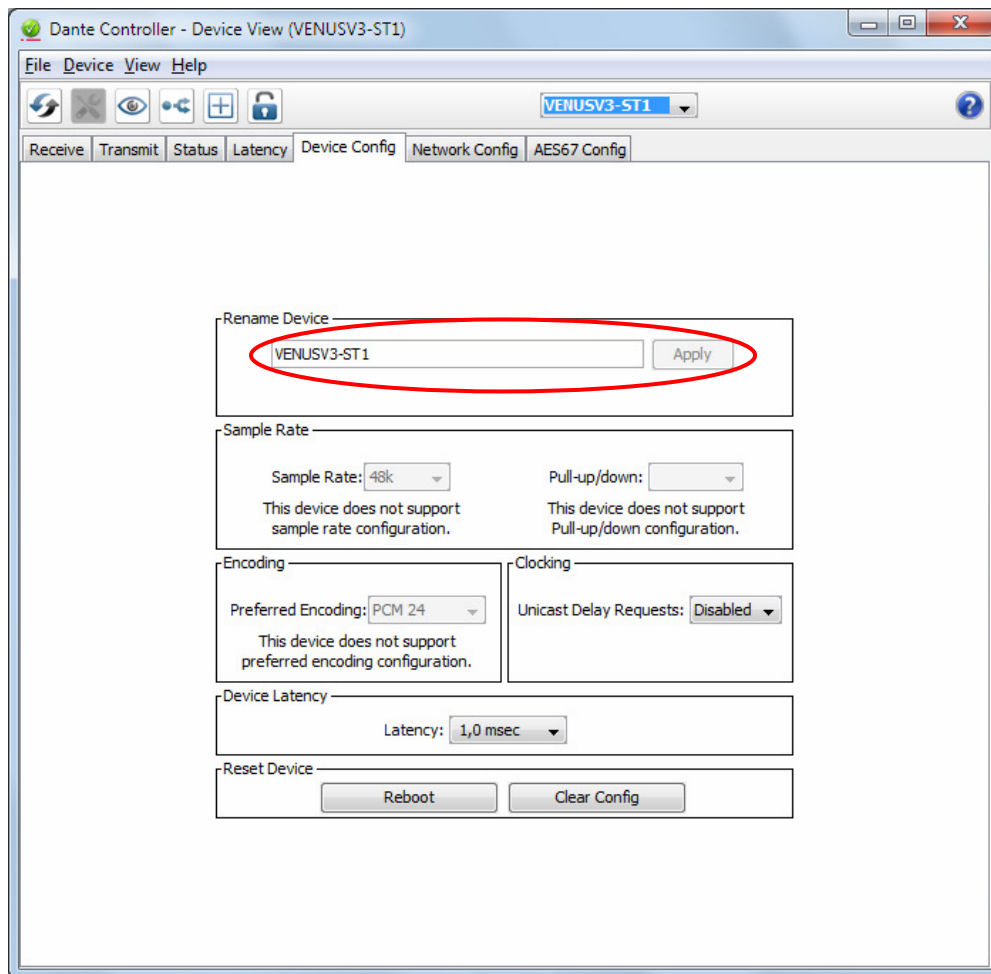 Dante Controller - Device View (VENUSV3-ST1)
File Device View Help
VENUSV3-ST1
?
Receive Transmit Status Latency Device Config Network Config AES67 Config
Rename Device
VENUSV3-ST1 Apply
Sample Rate
Sample Rate: 48k Pull-up/down:
This device does not support This device does not support
sample rate configuration. Pull-up/down configuration.
Encoding Clocking
Preferred Encoding: PCM 24 Unicast Delay Requests: Disabled
This device does not support
preferred encoding configuration.
Device Latency
Latency: 1,0 msec
Reset Device
Reboot Clear Config